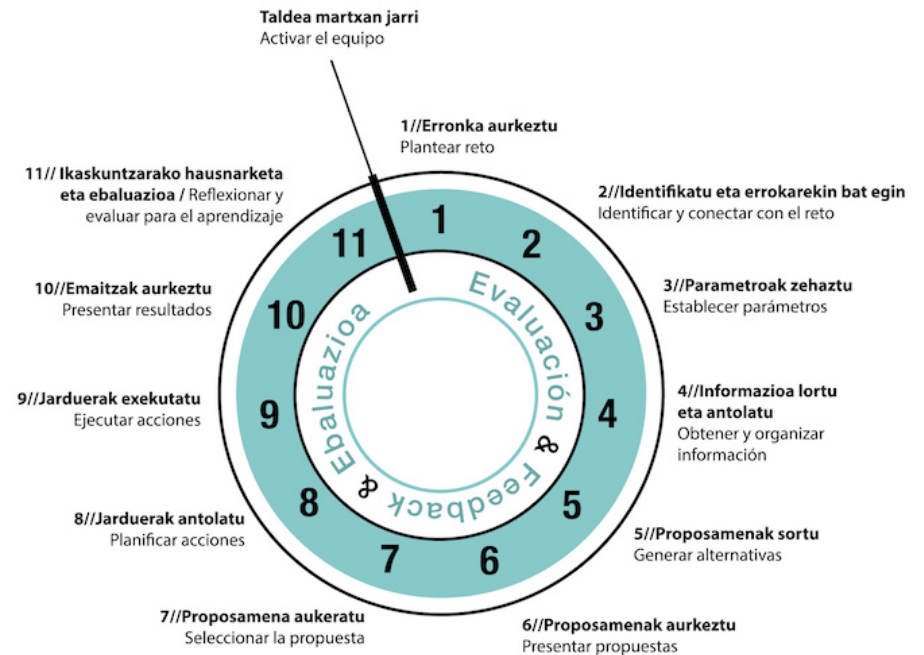 Taldea martxan jarri
Activar el equipo
1//Erronka aurkeztu
Plantear reto
2//Identifikatu eta errokarekin bat egin
Identificar y conectar con el reto
3//Parametroak zehaztu
Establecer parámetros
4//Informazioa lortu
eta antolatu
Obtener y organizar
información
5//Proposamenak sortu
Generar alternativas
6//Proposamenak aurkeztu
Presentar propuestas
7//Proposamena aukeratu
Seleccionar la propuesta
8//Jarduerak antolatu
Planificar acciones
9//Jarduerak exekutatu
Ejecutar acciones
10//Emaitzak aurkeztu
Presentar resultados
11// Ikaskuntzarako hausnarketa
eta ebaluazioa / Reflexionar y
evaluar para el aprendizaje
1
2
3
4
5
6
7
8
9
10
11
Evaluación & Feedback & Ebaluazioa